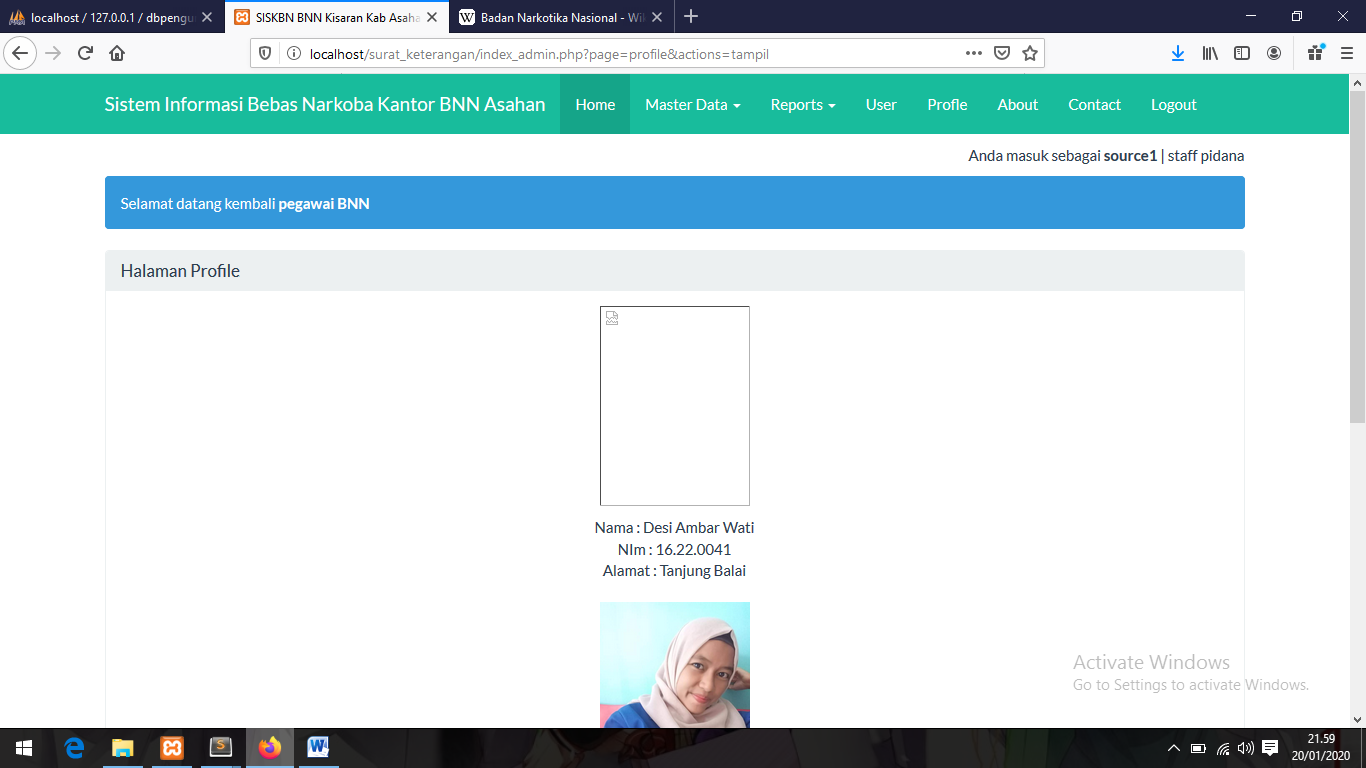 localhost / 127.0.0.1 / dbpengu
SISKBN BNN Kisaran Kab Asaha
Badan Narkotika Nasional - Wik
localhost/surat_keterangan/index_admin.php?page=profile&actions=tampil
Sistem Informasi Bebas Narkoba Kantor BNN Asahan
Home
Master Data
Reports
User
Profle
About
Contact
Logout
Anda masuk sebagai source1 | staff pidana
Selamat datang kembali pegawai BNN
Halaman Profile
Nama : Desi Ambar Wati
NIm : 16.22.0041
Alamat : Tanjung Balai
Activate Windows
Go to Settings to activate Windows.
21.59
20/01/2020